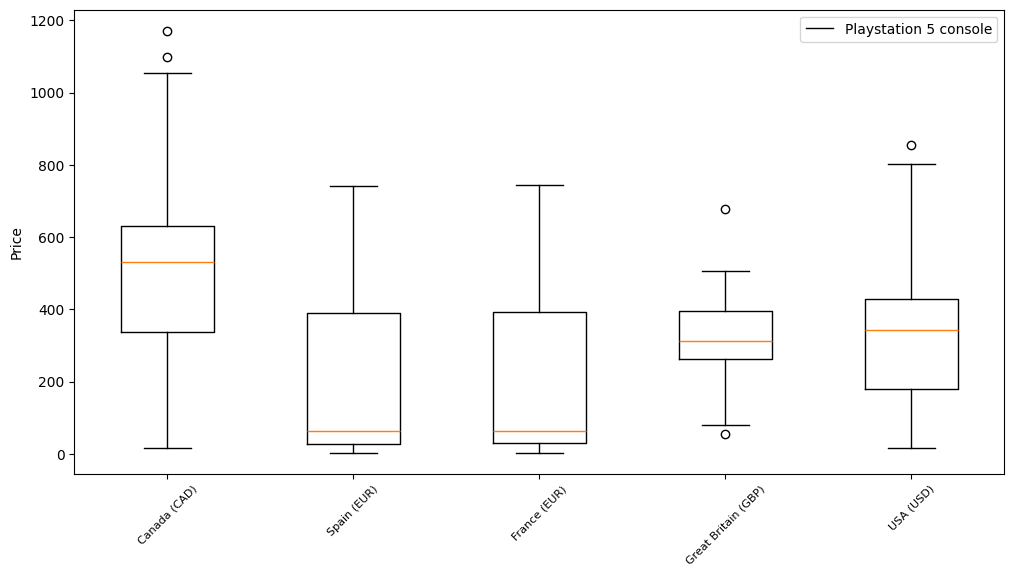 Playstation 5 console
Price
1200
1000
800
600
400
200
0
Canada (CAD)
Spain (EUR)
France (EUR)
Great Britain (GBP)
USA (USD)